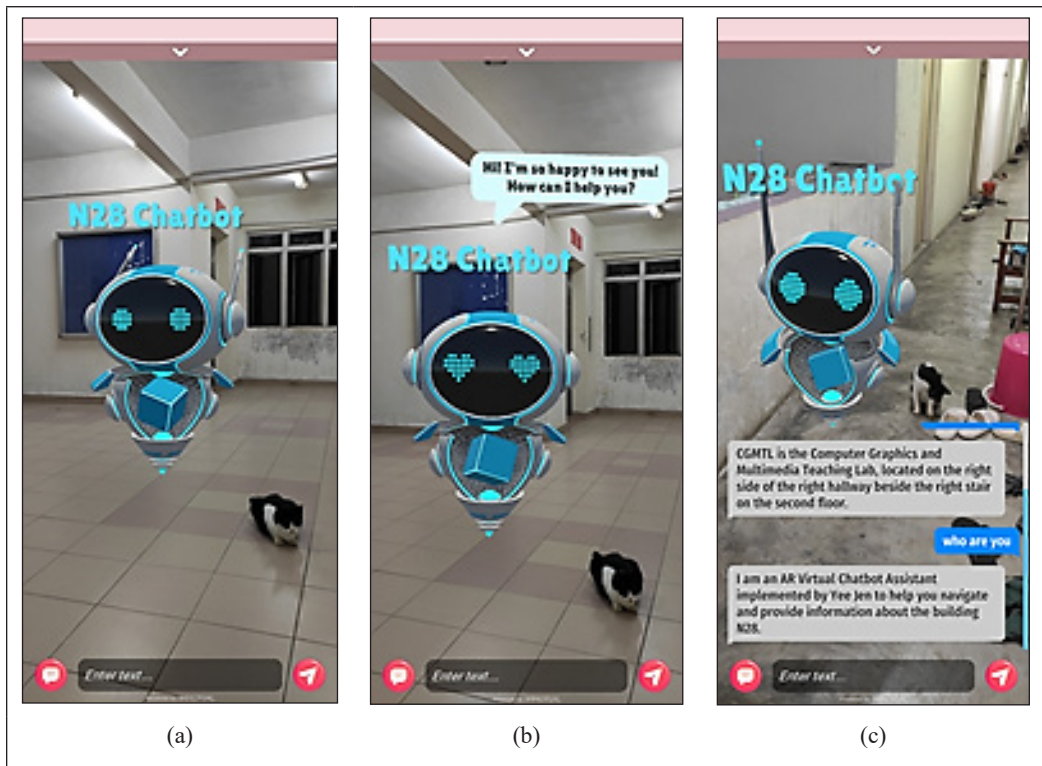 N28 Chatbot
Enter text...
(a)
Hi! I'm so happy to see you!
How can I help you?
N28 Chatbot
Enter text...
(b)
N28 Chatbot
CGMTL is the Computer Graphics and
Multimedia Teaching Lab, located on the right
side of the right hallway beside the right stair
on the second floor.
who are you
I am an AR Virtual Chatbot Assistant
implemented by Yee Jen to help you navigate
and provide information about the building
N28.
Enter text...
(c)